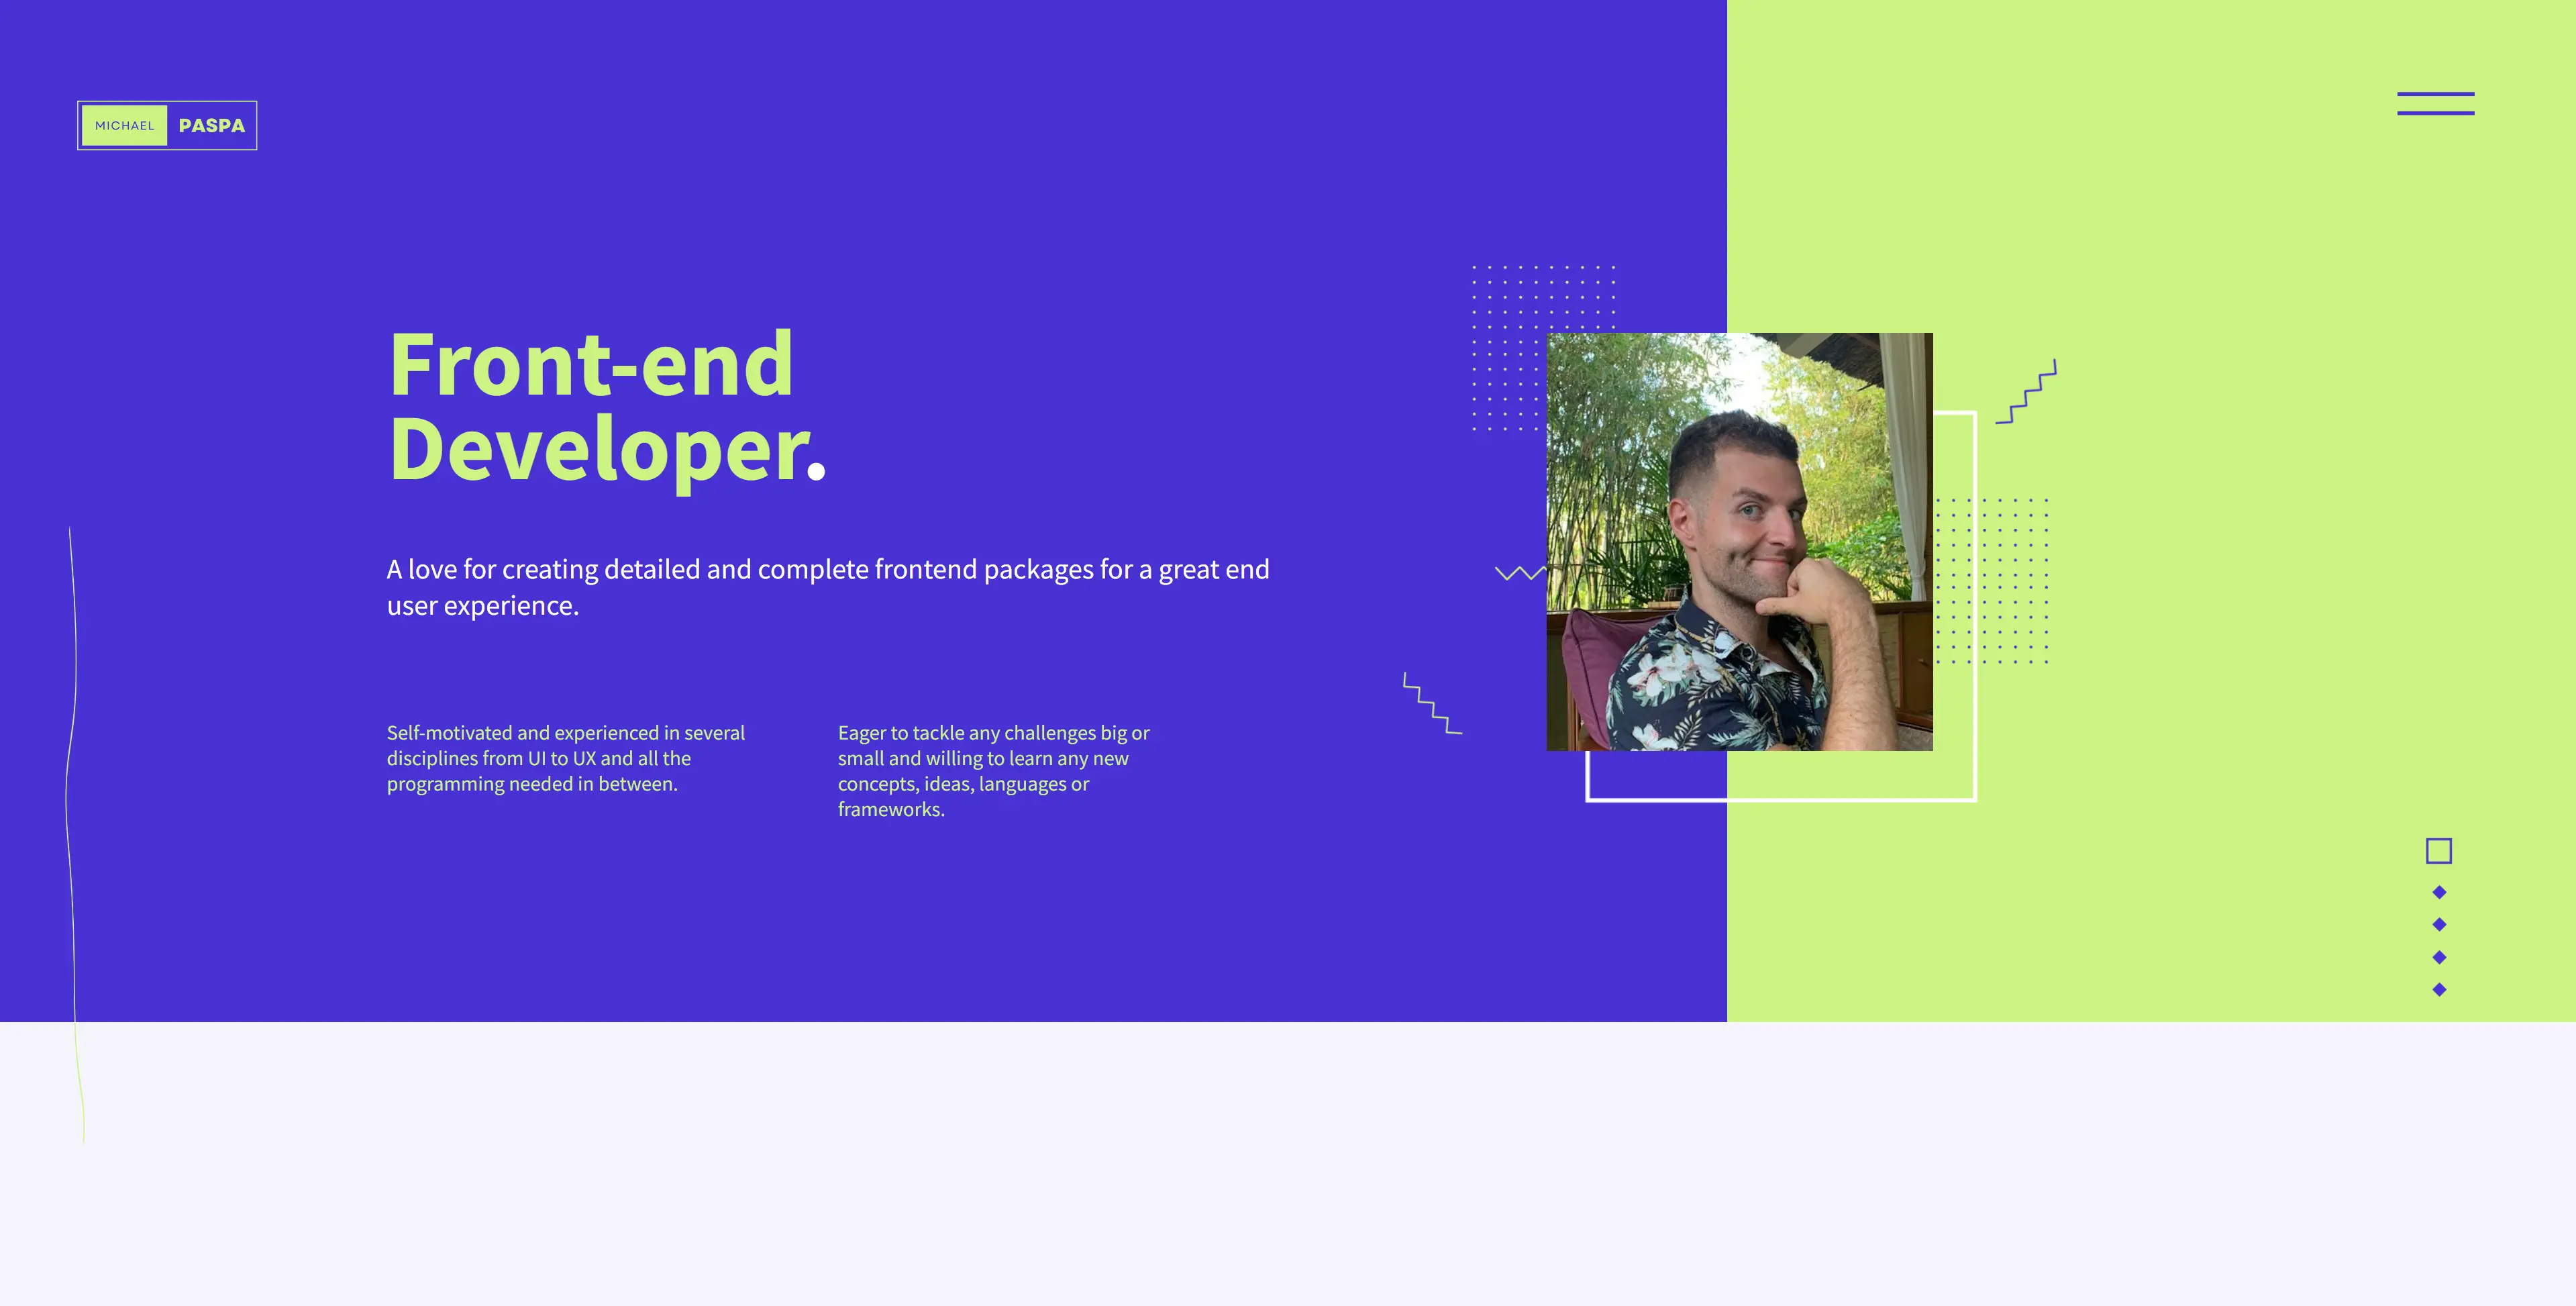 MICHAEL PASPA
Front-end
Developer.
A love for creating detailed and complete frontend packages for a great end
user experience.
Self-motivated and experienced in several
disciplines from UI to UX and all the
programming needed in between.
Eager to tackle any challenges big or
small and willing to learn any new
concepts, ideas, languages or
frameworks.